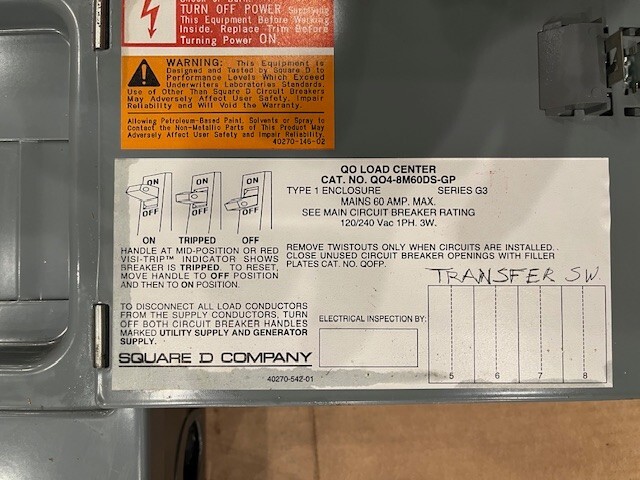 TURN OFF POWER Supplying
This Equipment Before Working
Inside. Replace Trim Before
Turning Power ON.
WARNING: This Equipment is
Designed and Tested by Square D to
Performance Levels Which Exceed
Underwriters Laboratories Standards.
Use of Other Than Square D Circuit Breakers
May Adversely Affect User Safety, Impair
Reliability and Will Void the Warranty.
Allowing Petroleum-Based Paint, Solvents or Spray to
Contact the Non-Metallic Parts of This Product May
Adversely Affect User Safety and Impair Reliability.
40270-146-02
QO LOAD CENTER
CAT. NO. QO4-8M60DS-GP
TYPE 1 ENCLOSURE SERIES G3
MAINS 60 AMP. MAX.
SEE MAIN CIRCUIT BREAKER RATING
120/240 Vac 1PH. 3W.
ON ON ON
OFF OFF OFF
ON TRIPPED OFF
HANDLE AT MID-POSITION OR RED
VISI-TRIP™ INDICATOR SHOWS
BREAKER IS TRIPPED. TO RESET,
MOVE HANDLE TO OFF POSITION
AND THEN TO ON POSITION.
REMOVE TWISTOUTS ONLY WHEN CIRCUITS ARE INSTALLED.
CLOSE UNUSED CIRCUIT BREAKER OPENINGS WITH FILLER
PLATES CAT. NO. QOFP.
TRANSFER SW.
TO DISCONNECT ALL LOAD CONDUCTORS
FROM THE SUPPLY CONDUCTORS, TURN
OFF BOTH CIRCUIT BREAKER HANDLES
MARKED UTILITY SUPPLY AND GENERATOR
SUPPLY.
ELECTRICAL INSPECTION BY:
SQUARE D COMPANY
5 6 7 8
40270-542-01